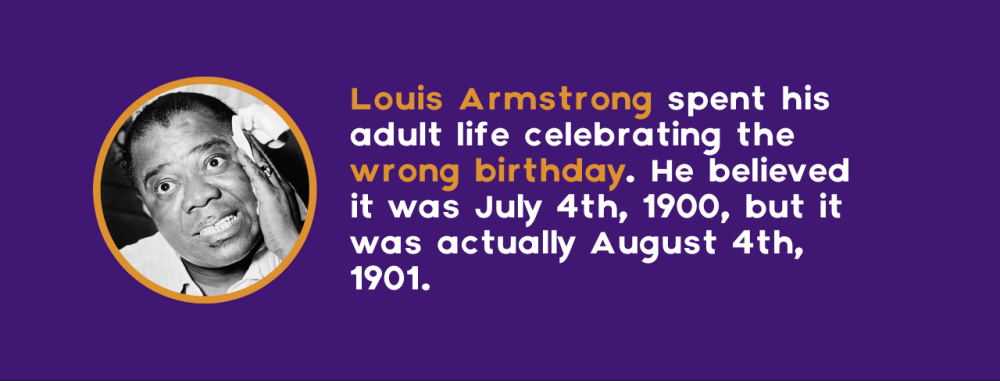 Louis Armstrong spent his
adult life celebrating the
wrong birthday. He believed
it was July 4th, 1900, but it
was actually August 4th,
1901.